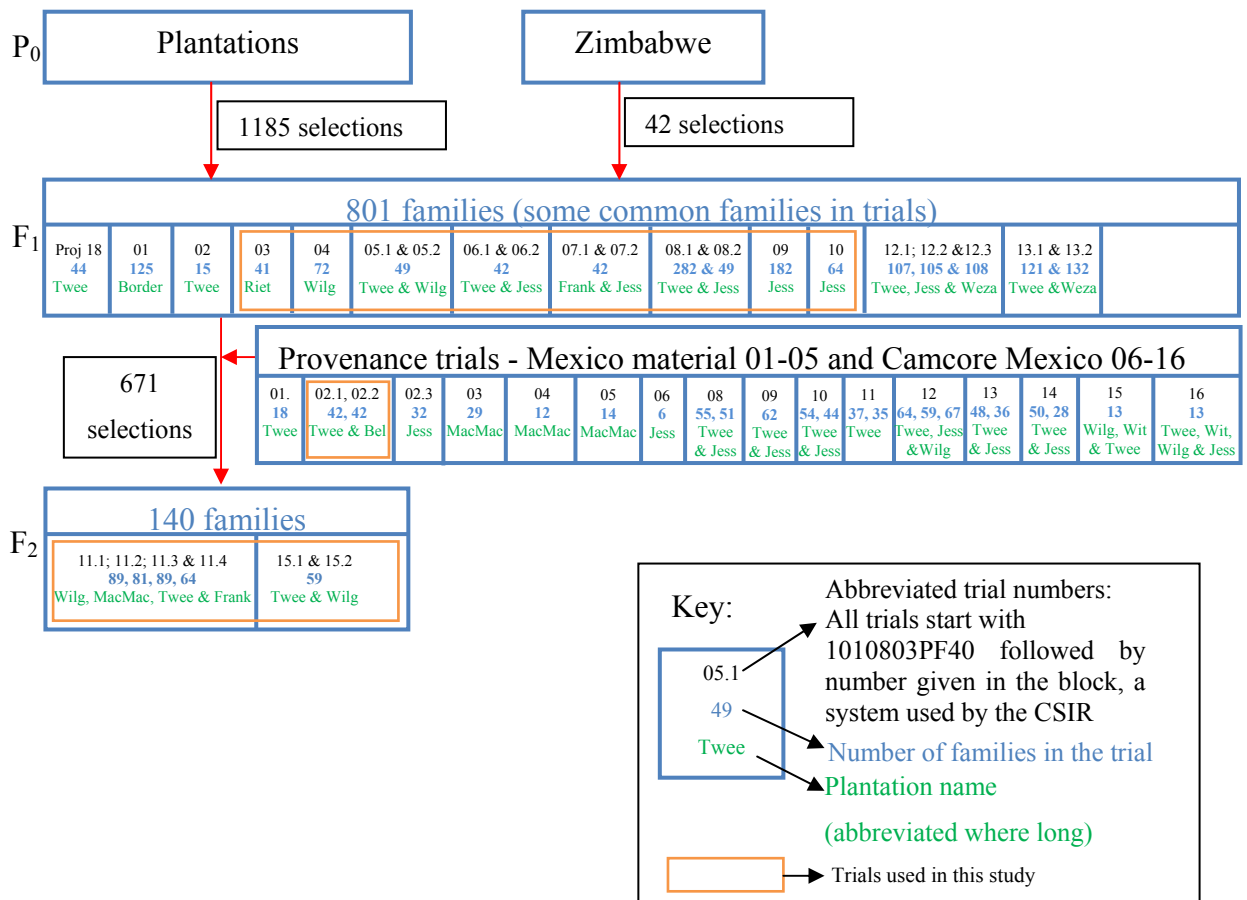 P0
Plantations
Zimbabwe
1185 selections
42 selections
F1
801 families (some common families in trials)
Proj 18
44
Twee
01
125
Border
02
15
Twee
03
41
Riet
04
72
Wilg
05.1 & 05.2
49
Twee & Wilg
06.1 & 06.2
42
Twee & Jess
07.1 & 07.2
42
Frank & Jess
08.1 & 08.2
282 & 49
Twee & Jess
09
182
Jess
10
64
Jess
12.1; 12.2 &12.3
107, 105 & 108
Twee, Jess & Weza
13.1 & 13.2
121 & 132
Twee &Weza
671
selections
Provenance trials - Mexico material 01-05 and Camcore Mexico 06-16
01.
18
Twee
02.1, 02.2
42, 42
Twee & Bel
02.3
32
Jess
03
29
MacMac
04
12
MacMac
05
14
MacMac
06
6
Jess
08
55, 51
Twee
& Jess
09
62
Twee
& Jess
10
54, 44
Twee
& Jess
11
37, 35
Twee
12
64, 59, 67
Twee, Jess
&Wilg
13
48, 36
Twee
& Jess
14
50, 28
Twee
& Jess
15
13
Wilg, Wit
& Twee
16
13
Twee, Wit,
Wilg & Jess
F2
140 families
11.1; 11.2; 11.3 & 11.4
89, 81, 89, 64
Wilg, MacMac, Twee & Frank
15.1 & 15.2
59
Twee & Wilg
Key:
05.1
49
Twee
Abbreviated trial numbers:
All trials start with
1010803PF40 followed by
number given in the block, a
system used by the CSIR
Number of families in the trial
Plantation name
(abbreviated where long)
Trials used in this study